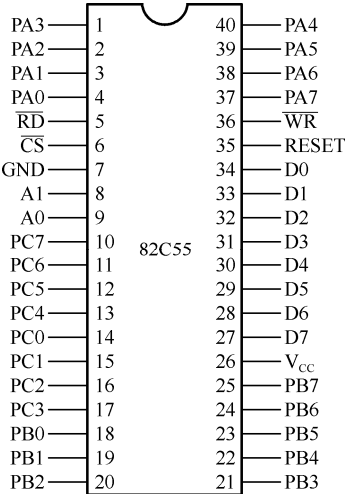 PA3 1 40 PA4
PA2 2 39 PA5
PA1 3 38 PA6
PA0 4 37 PA7
R̅D̅ 5 36 W̅R̅
C̅S̅ 6 35 RESET
GND 7 34 D0
A1 8 33 D1
A0 9 32 D2
PC7 10 31 D3
82C55
PC6 11 30 D4
PC5 12 29 D5
PC4 13 28 D6
PC0 14 27 D7
PC1 15 26 VCC
PC2 16 25 PB7
PC3 17 24 PB6
PB0 18 23 PB5
PB1 19 22 PB4
PB2 20 21 PB3